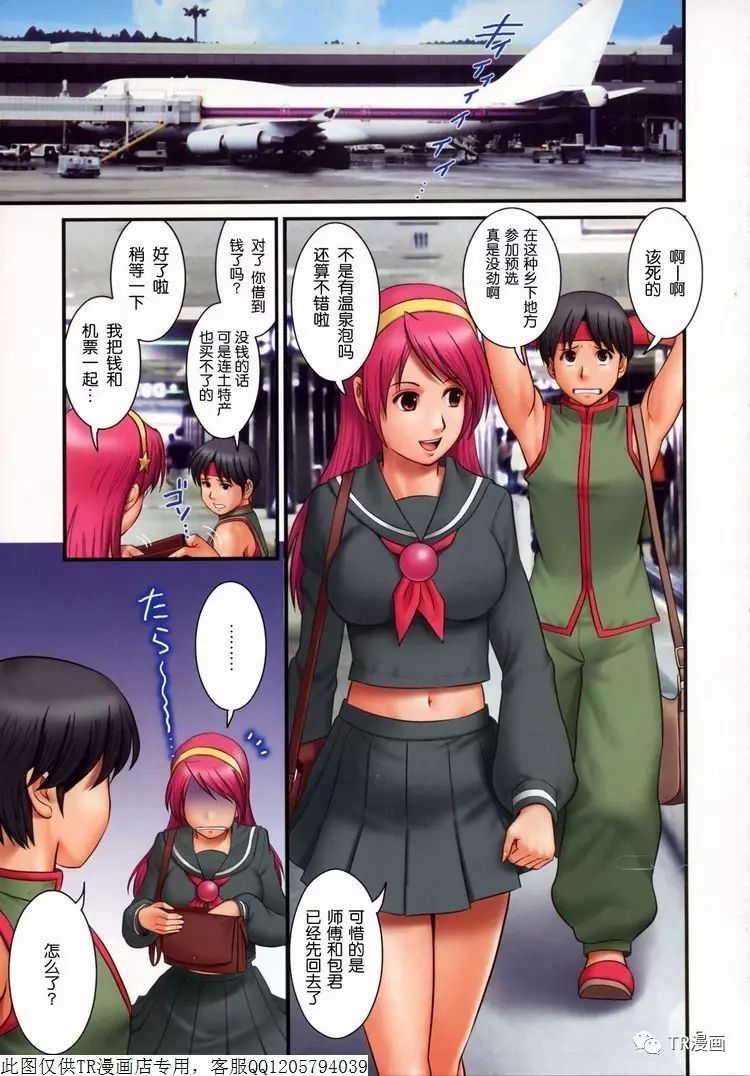 キィィィィ…
啊—啊
该死的
在这种乡下地方
参加预选
真是没劲啊
不是有温泉泡吗
还算不错啦
可惜的是
师傅和包君
已经先回去了
对了 你借到
钱了吗?
没钱的话
可是连土特产
也买不了的
好了啦
稍等一下
我把钱和
机票一起…
ゴソ…
………
たら～～…
怎么了?
TR漫画
此图仅供TR漫画店专用，客服QQ1205794039